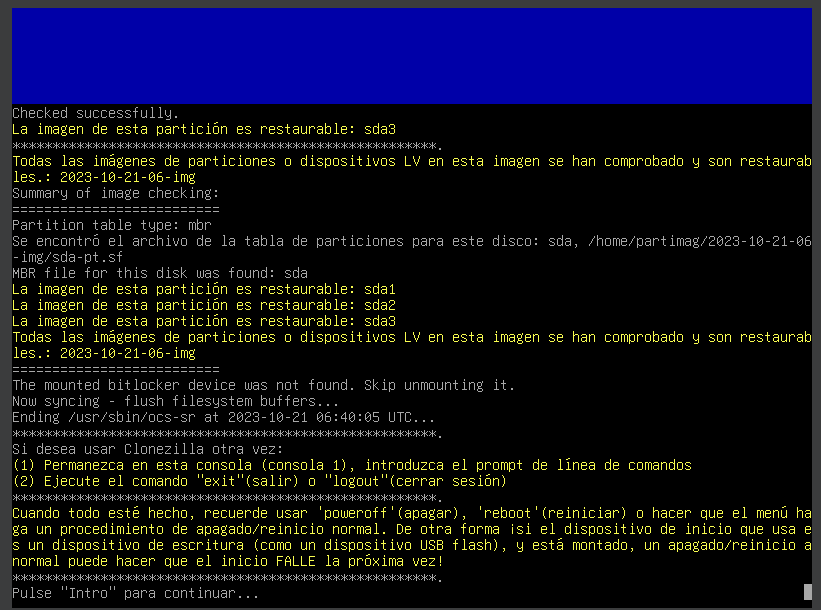 Checked successfully.
La imagen de esta partición es restaurable: sda3
*****************************************************.
Todas las imágenes de particiones o dispositivos LV en esta imagen se han comprobado y son restaurab
les.: 2023-10-21-06-img
Summary of image checking:
==========================
Partition table type: mbr
Se encontró el archivo de la tabla de particiones para este disco: sda, /home/partimag/2023-10-21-06
-img/sda-pt.sf
MBR file for this disk was found: sda
La imagen de esta partición es restaurable: sda1
La imagen de esta partición es restaurable: sda2
La imagen de esta partición es restaurable: sda3
Todas las imágenes de particiones o dispositivos LV en esta imagen se han comprobado y son restaurab
les.: 2023-10-21-06-img
==========================
The mounted bitlocker device was not found. Skip unmounting it.
Now syncing - flush filesystem buffers...
Ending /usr/sbin/ocs-sr at 2023-10-21 06:40:05 UTC...
*****************************************************.
Si desea usar Clonezilla otra vez:
(1) Permanezca en esta consola (consola 1), introduzca el prompt de línea de comandos
(2) Ejecute el comando "exit"(salir) o "logout"(cerrar sesión)
*****************************************************.
Cuando todo esté hecho, recuerde usar 'poweroff'(apagar), 'reboot'(reiniciar) o hacer que el menú ha
ga un procedimiento de apagado/reinicio normal. De otra forma ¡si el dispositivo de inicio que usa e
s un dispositivo de escritura (como un dispositivo USB flash), y está montado, un apagado/reinicio a
normal puede hacer que el inicio FALLE la próxima vez!
*****************************************************.
Pulse "Intro" para continuar...